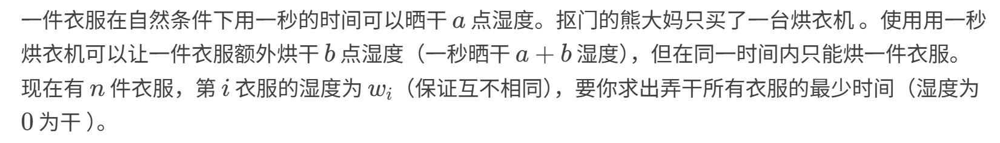 一件衣服在自然条件下用一秒的时间可以晒干 a 点湿度。抠门的熊大妈只买了一台烘衣机 。使用用一秒
烘衣机可以让一件衣服额外烘干 b 点湿度（一秒晒干 a + b 湿度），但在同一时间内只能烘一件衣服。
现在有 n 件衣服，第 i 衣服的湿度为 w_i（保证互不相同），要你求出弄干所有衣服的最少时间（湿度为
0 为干 ）。